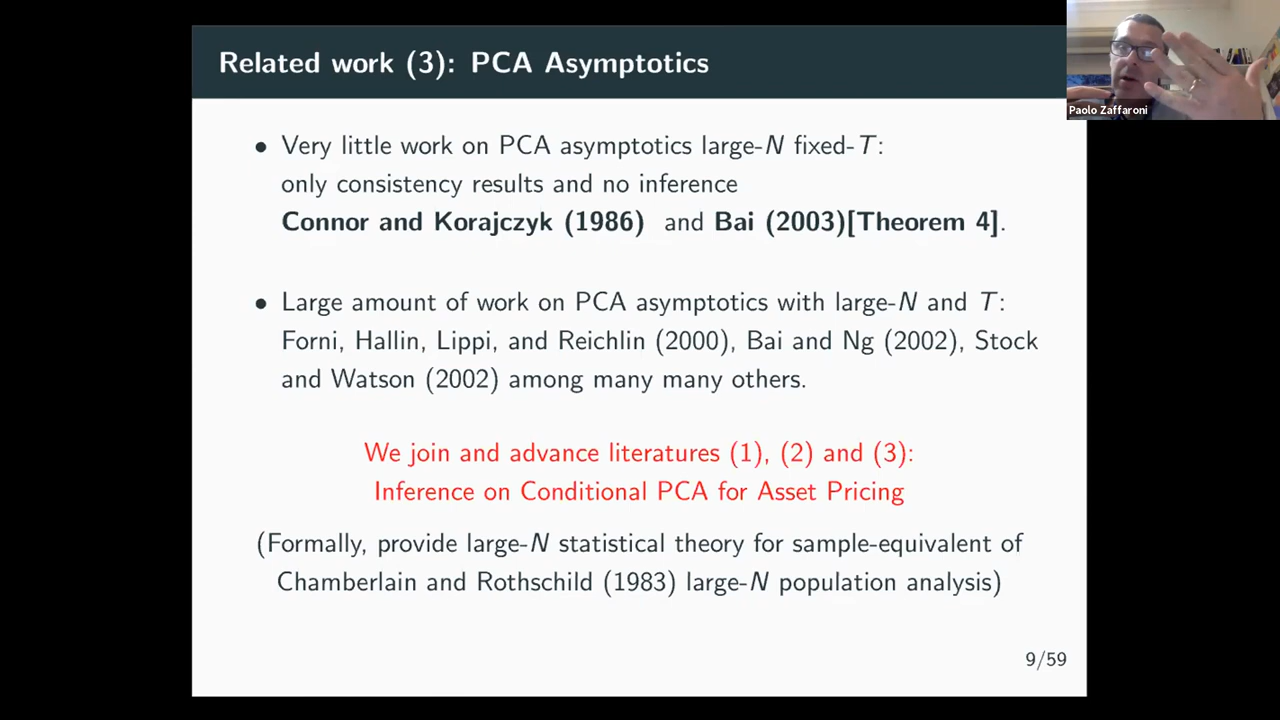 Related work (3): PCA Asymptotics
Paolo Zaffaroni
• Very little work on PCA asymptotics large-N fixed-T:
only consistency results and no inference
Connor and Korajczyk (1986) and Bai (2003)[Theorem 4].
• Large amount of work on PCA asymptotics with large-N and T:
Forni, Hallin, Lippi, and Reichlin (2000), Bai and Ng (2002), Stock
and Watson (2002) among many many others.
We join and advance literatures (1), (2) and (3):
Inference on Conditional PCA for Asset Pricing
(Formally, provide large-N statistical theory for sample-equivalent of
Chamberlain and Rothschild (1983) large-N population analysis)
9/59